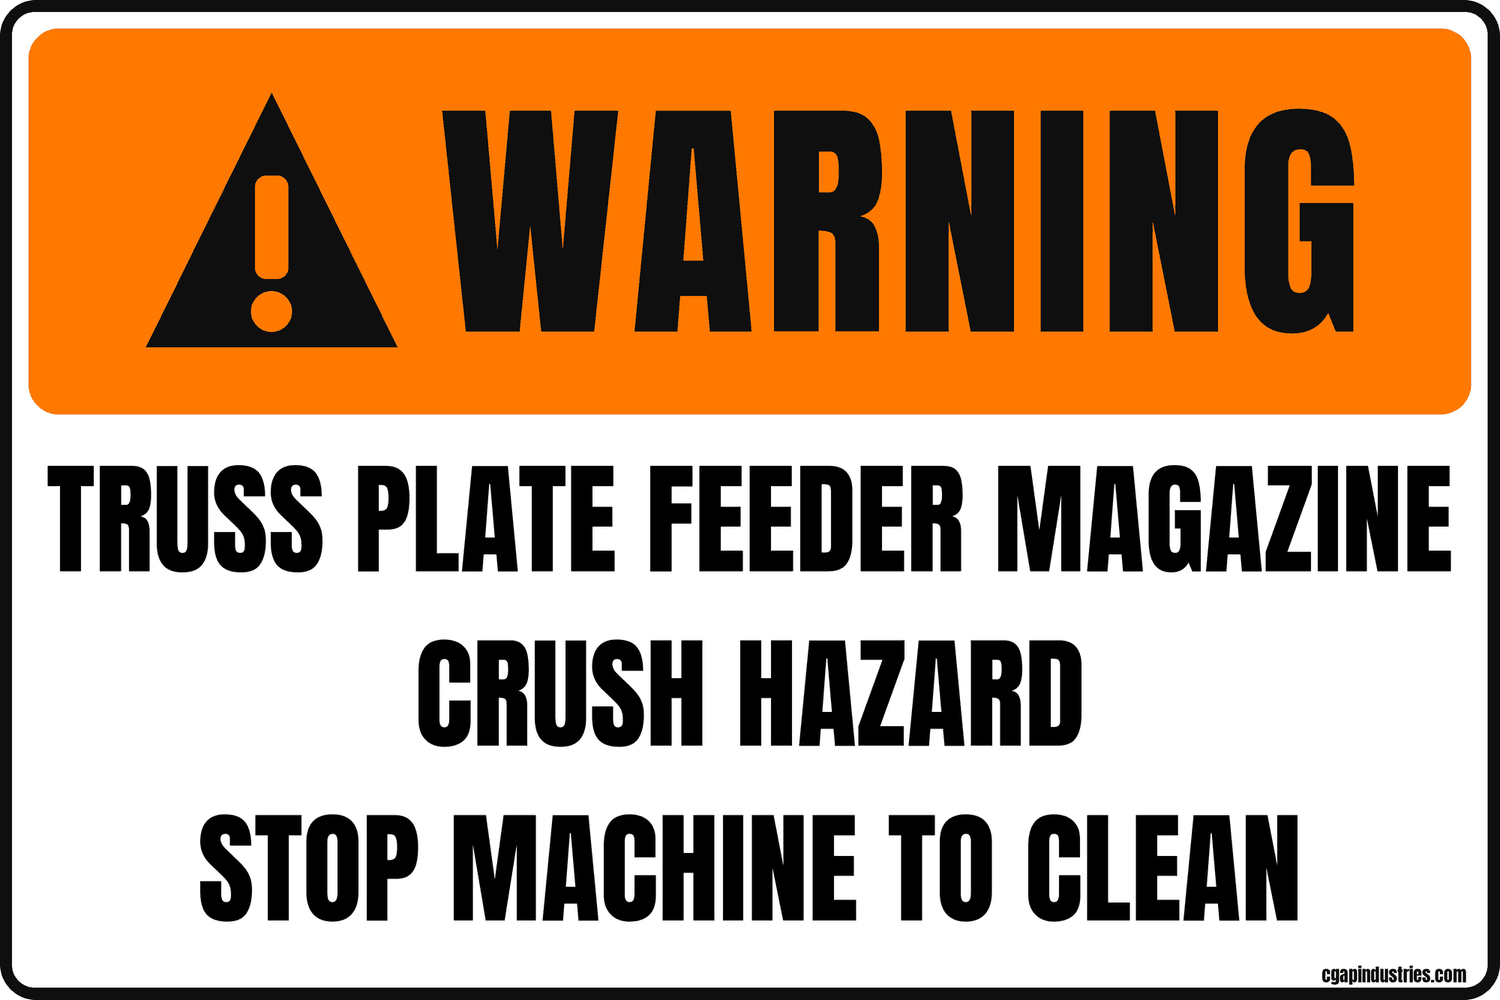 WARNING
TRUSS PLATE FEEDER MAGAZINE
CRUSH HAZARD
STOP MACHINE TO CLEAN
cgapindustries.com